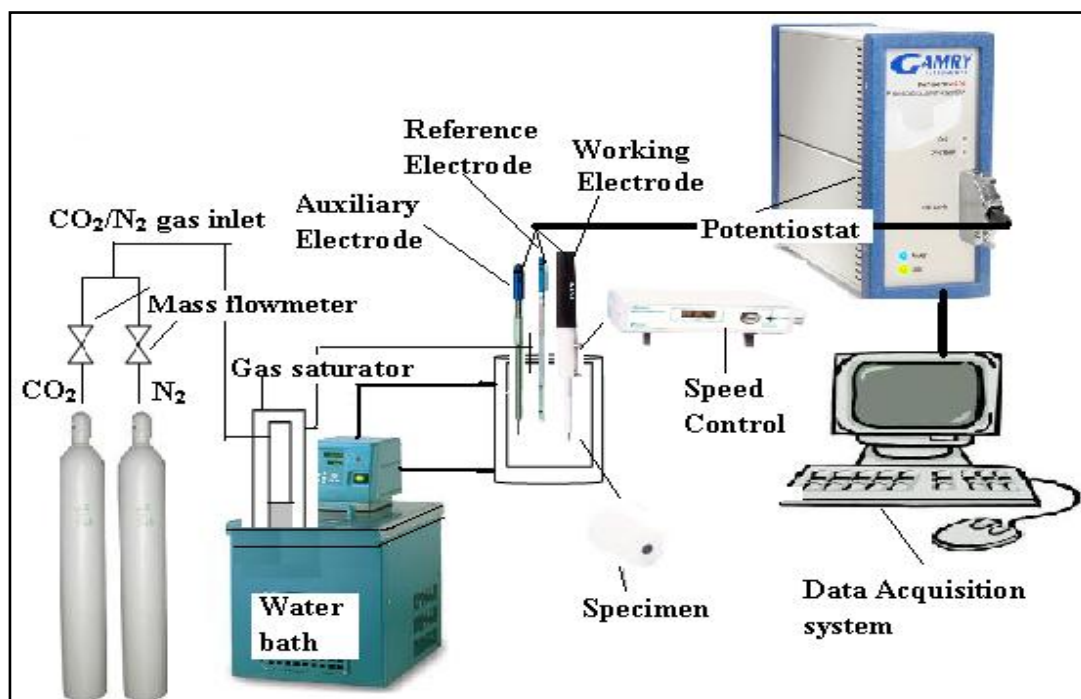 GAMRY
INSTRUMENTS
Reference
Electrode
Working
Electrode
Auxiliary
Electrode
Potentiostat
CO₂/N₂ gas inlet
Mass flowmeter
Gas saturator
CO₂
N₂
Speed
Control
Water
bath
Specimen
Data Acquisition
system